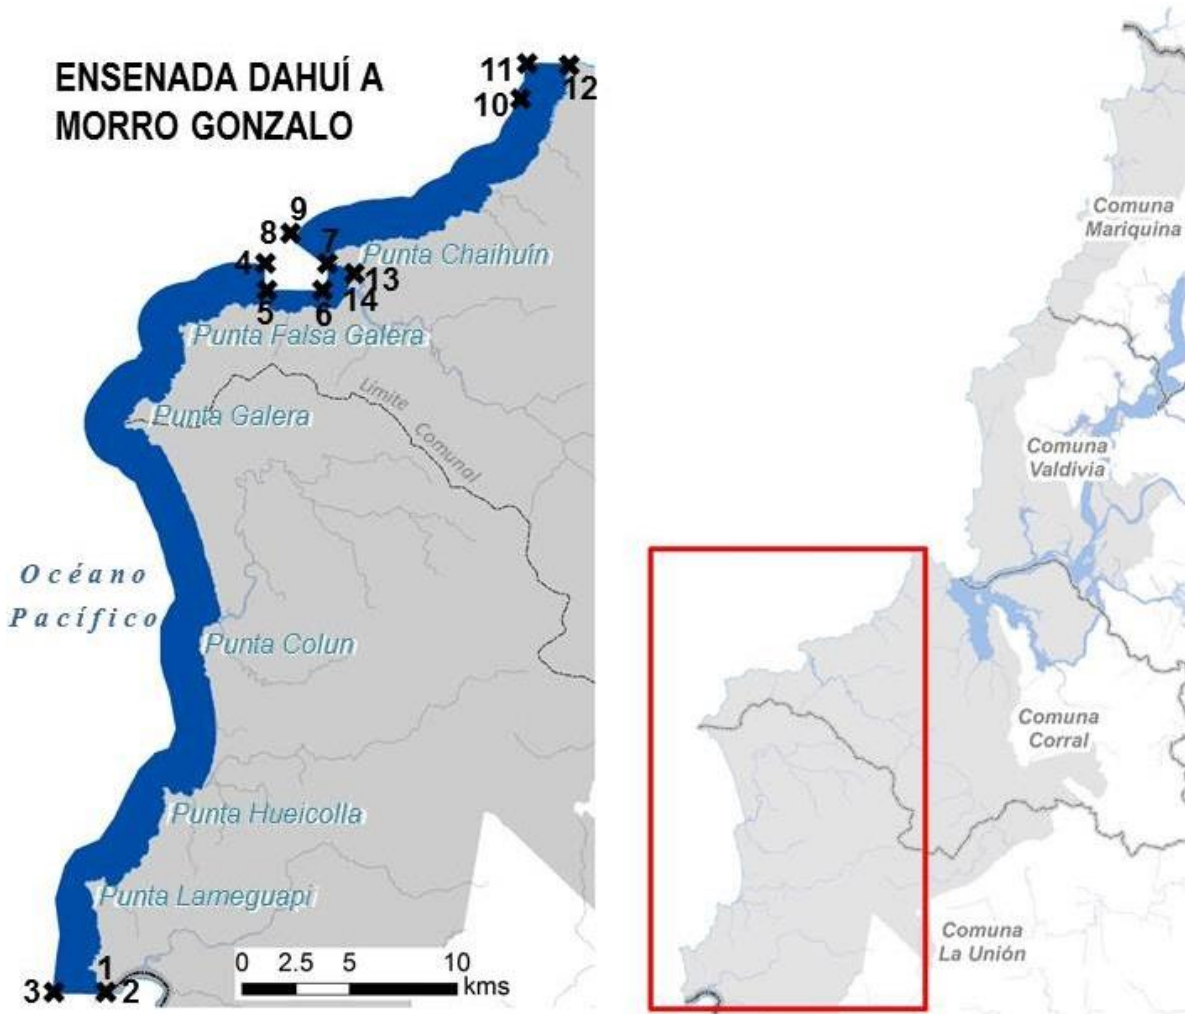 ENSENADA DAHUÍ A
MORRO GONZALO
11
12
10
9
8
7
4
Punta Chaihuín
13
5
6
14
Punta Falsa Galera
Límite
Comunal
Punta Galera
Océano
Pacífico
Punta Colun
Punta Hueicolla
Punta Lameguapi
1
3
2
0 2.5 5 10
kms
Comuna
Mariquina
Comuna
Valdivia
Comuna
Corral
Comuna
La Unión